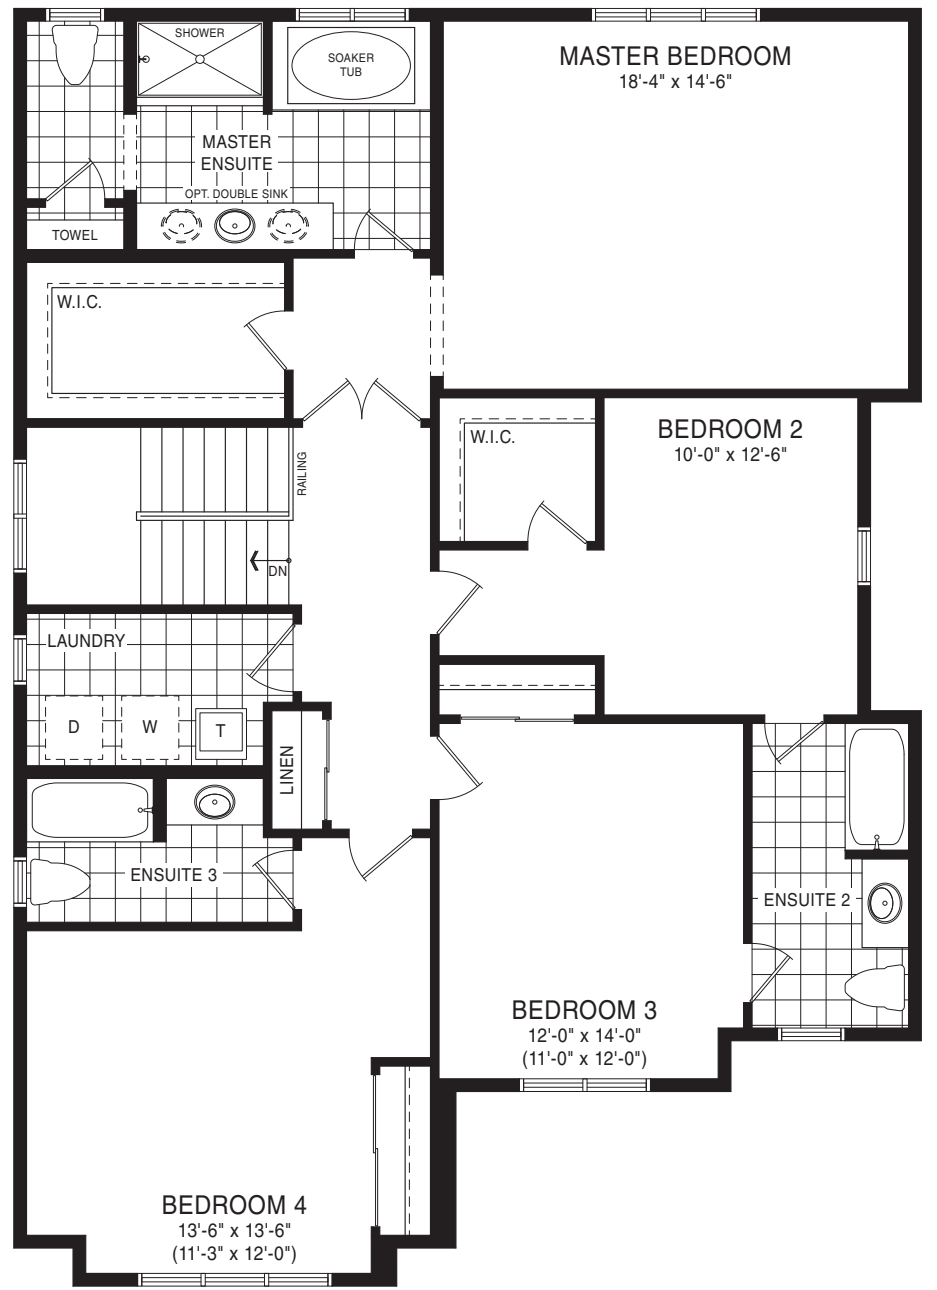 SHOWER
SOAKER
TUB
MASTER BEDROOM
18'-4" x 14'-6"
MASTER
ENSUITE
OPT. DOUBLE SINK
TOWEL
W.I.C.
W.I.C.
BEDROOM 2
10'-0" x 12'-6"
RAILING
DN
LAUNDRY
D
W
T
LINEN
ENSUITE 3
ENSUITE 2
BEDROOM 3
12'-0" x 14'-0"
(11'-0" x 12'-0")
BEDROOM 4
13'-6" x 13'-6"
(11'-3" x 12'-0")